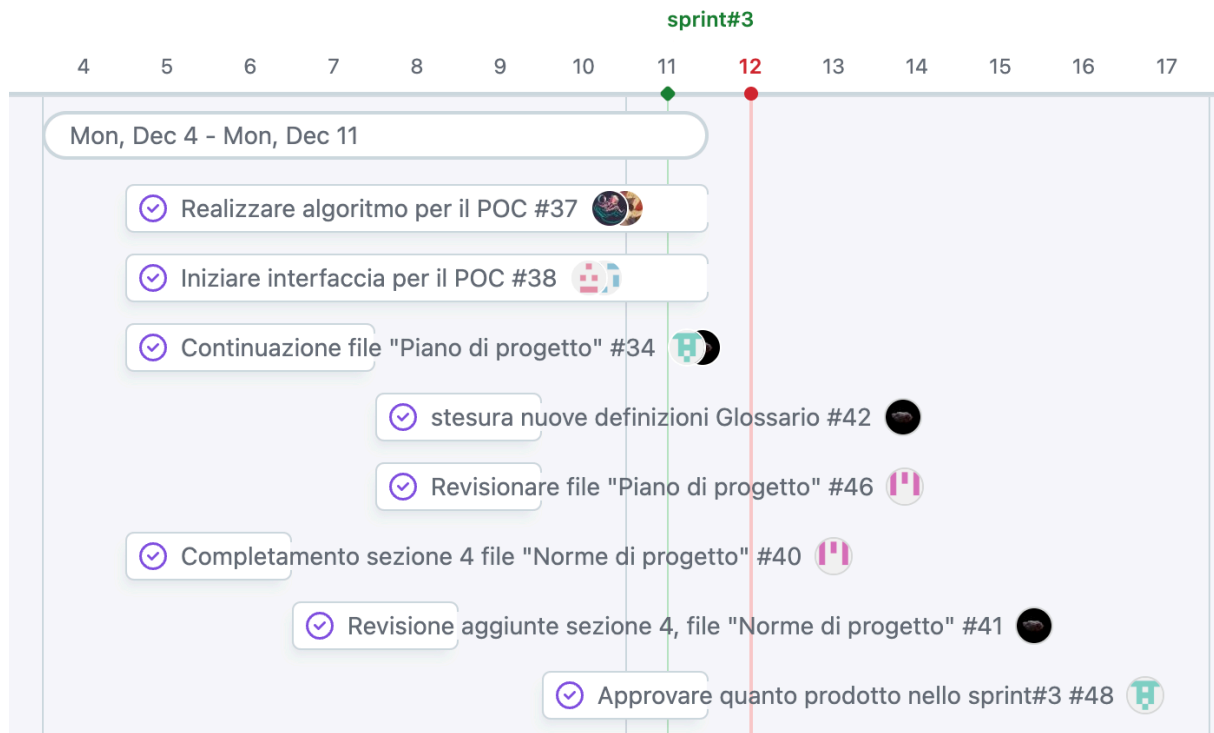 sprint#3
4 5 6 7 8 9 10 11 12 13 14 15 16 17
Mon, Dec 4 - Mon, Dec 11
Realizzare algoritmo per il POC #37
Iniziare interfaccia per il POC #38
Continuazione file "Piano di progetto" #34
stesura nuove definizioni Glossario #42
Revisionare file "Piano di progetto" #46
Completamento sezione 4 file "Norme di progetto" #40
Revisione aggiunte sezione 4, file "Norme di progetto" #41
Approvare quanto prodotto nello sprint#3 #48